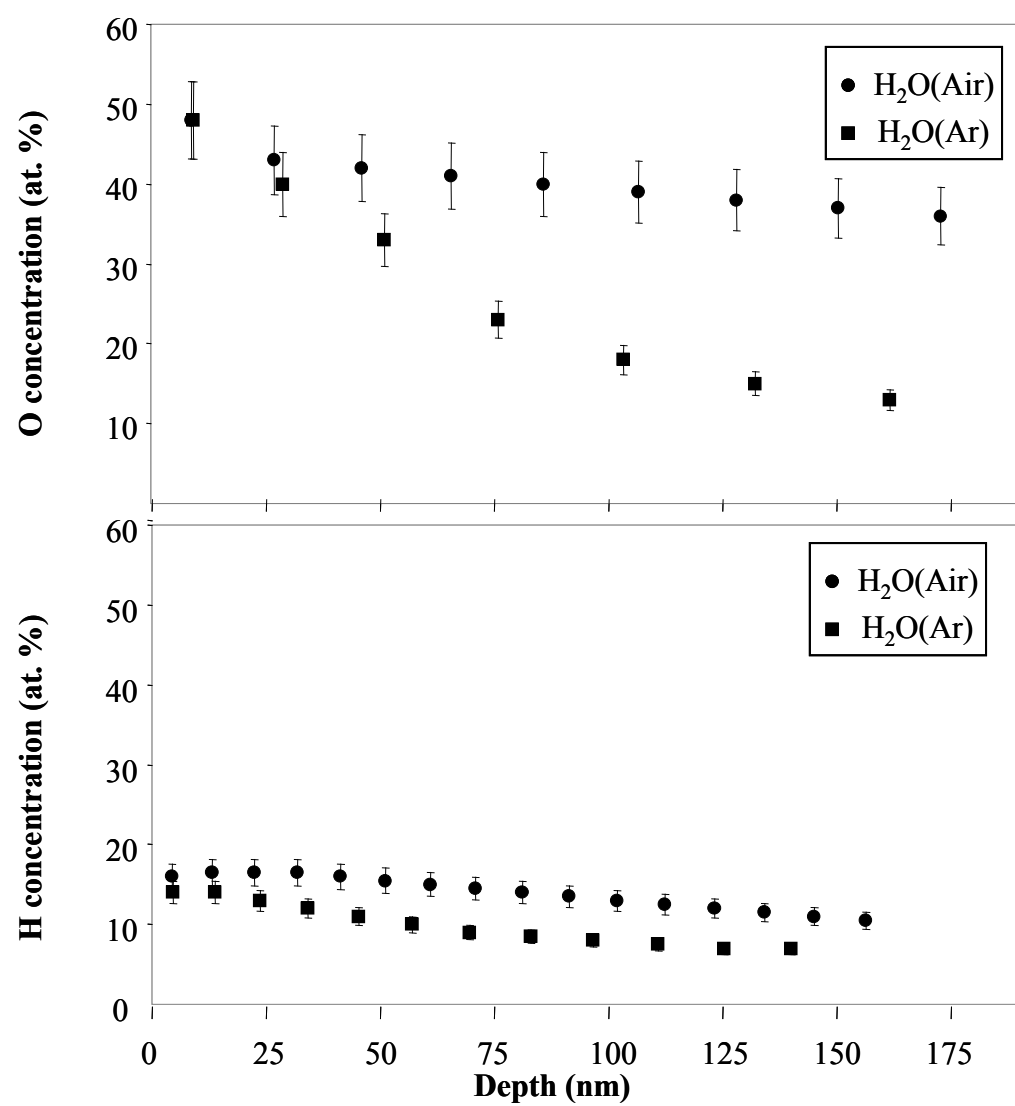 60
50
40
30
20
10
O concentration (at. %)
H₂O(Air)
H₂O(Ar)
60
50
40
30
20
10
0
H concentration (at. %)
H₂O(Air)
H₂O(Ar)
0 25 50 75 100 125 150 175
Depth (nm)